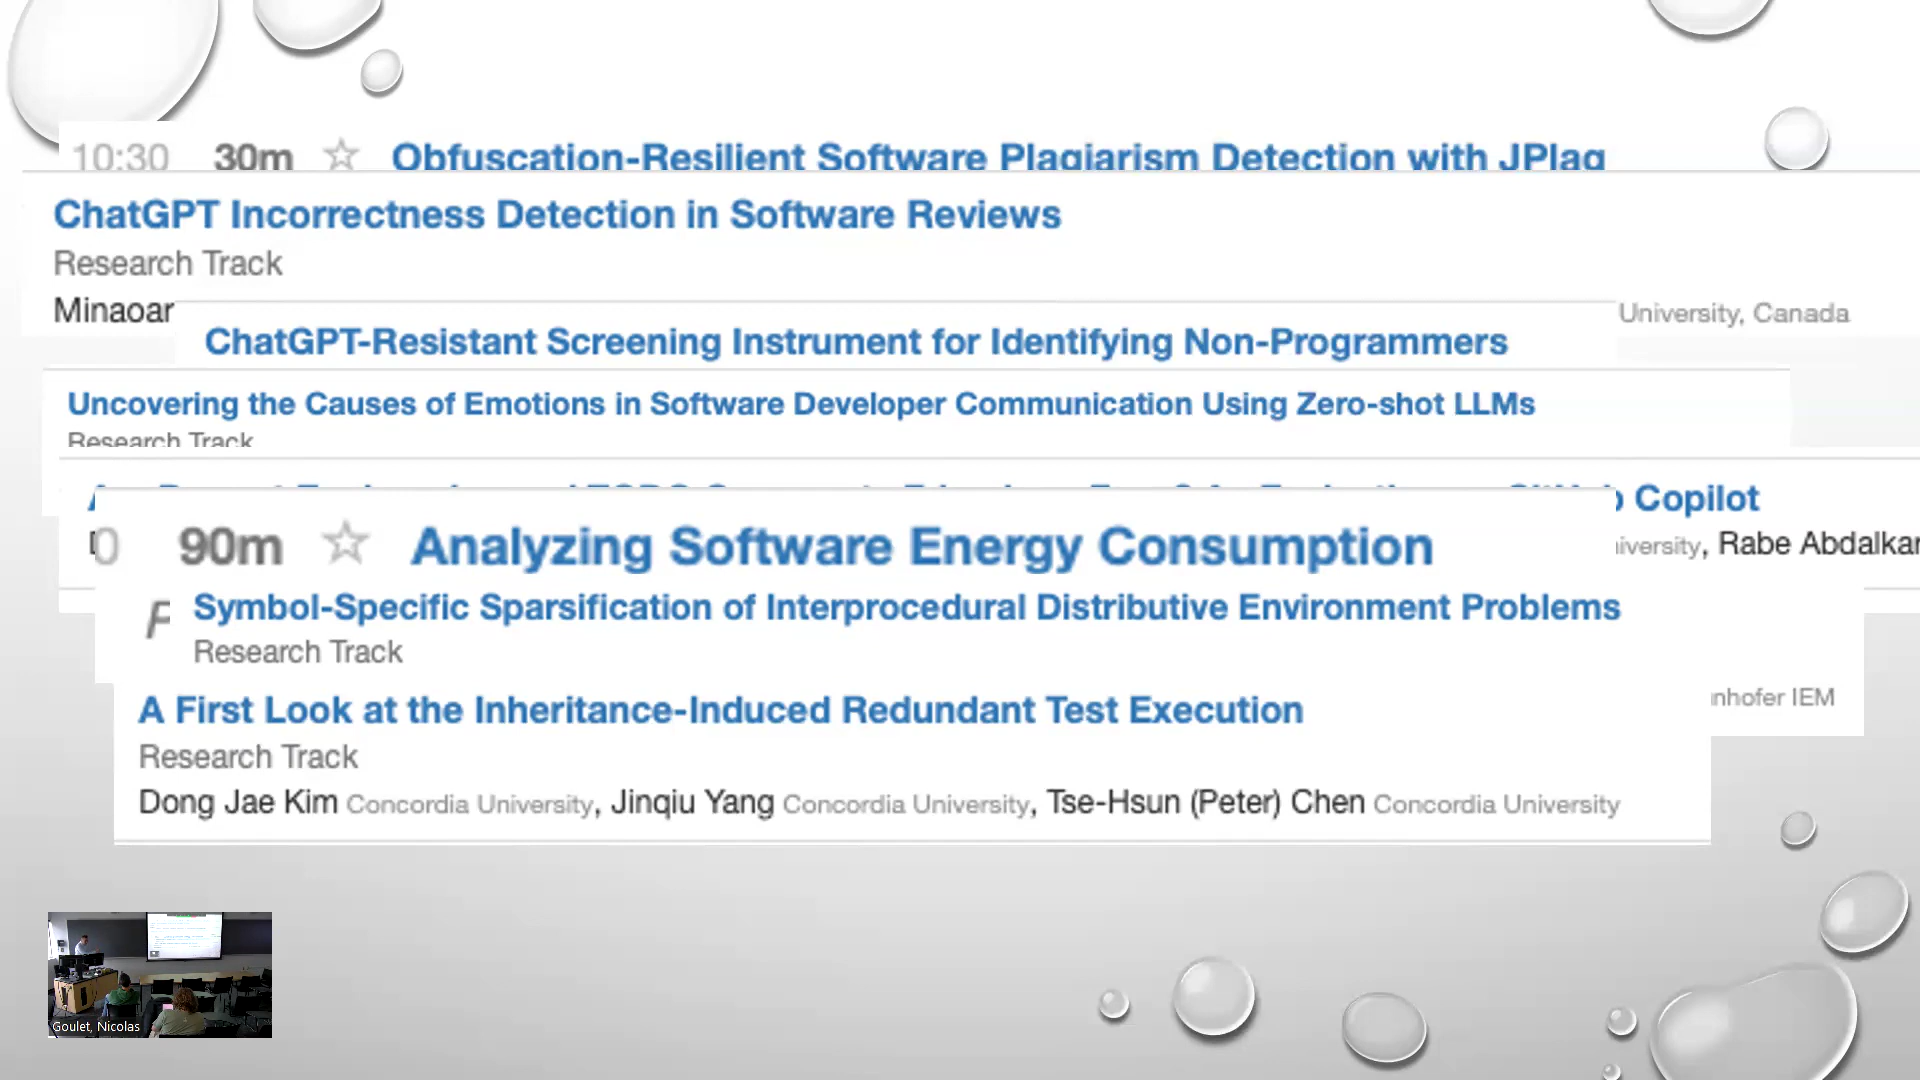 10:30 30m ☆ Obfuscation-Resilient Software Plagiarism Detection with JPlag
ChatGPT Incorrectness Detection in Software Reviews
Research Track
Minaoar University, Canada
ChatGPT-Resistant Screening Instrument for Identifying Non-Programmers
Uncovering the Causes of Emotions in Software Developer Communication Using Zero-shot LLMs
Research Track
Copilot
Rabe Abdalkar
90m ☆ Analyzing Software Energy Consumption
Symbol-Specific Sparsification of Interprocedural Distributive Environment Problems
Research Track
nhofer IEM
A First Look at the Inheritance-Induced Redundant Test Execution
Research Track
Dong Jae Kim Concordia University, Jinqiu Yang Concordia University, Tse-Hsun (Peter) Chen Concordia University
Goulet, Nicolas